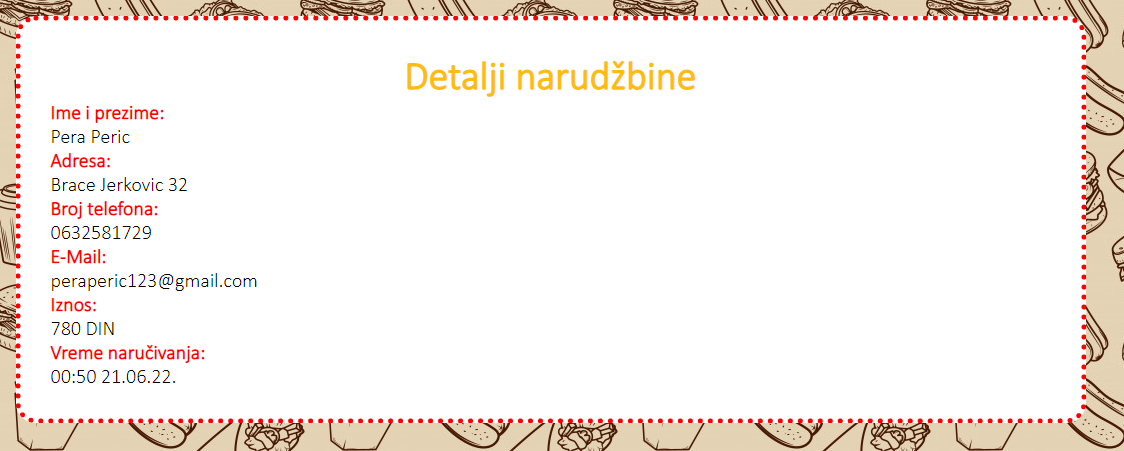 Detalji narudžbine
Ime i prezime:
Pera Peric
Adresa:
Brace Jerkovic 32
Broj telefona:
0632581729
E-Mail:
peraperic123@gmail.com
Iznos:
780 DIN
Vreme naručivanja:
00:50 21.06.22.